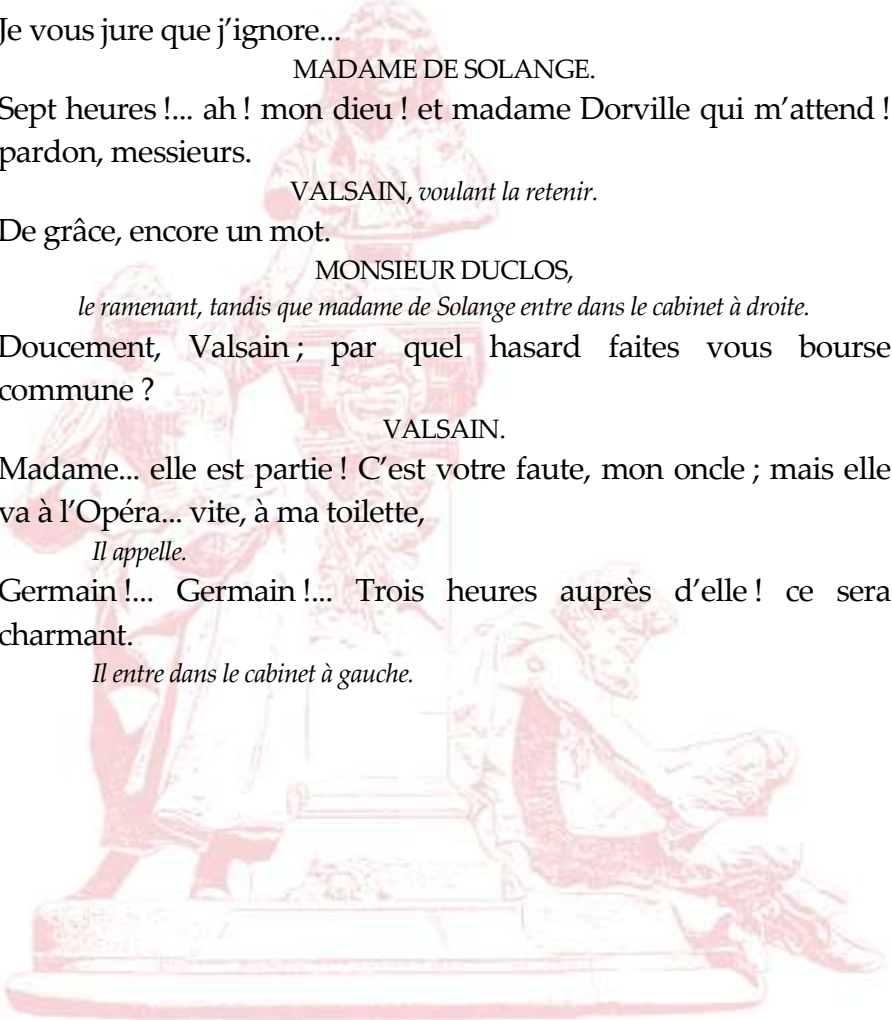 Je vous jure que j'ignore...
MADAME DE SOLANGE.
Sept heures !... ah ! mon dieu ! et madame Dorville qui m'attend !
pardon, messieurs.
VALSAIN, voulant la retenir.
De grâce, encore un mot.
MONSIEUR DUCLOS,
le ramenant, tandis que madame de Solange entre dans le cabinet à droite.
Doucement, Valsain ; par quel hasard faites vous bourse
commune ?
VALSAIN.
Madame... elle est partie ! C'est votre faute, mon oncle ; mais elle
va à l'Opéra... vite, à ma toilette,
Il appelle.
Germain !... Germain !... Trois heures auprès d'elle ! ce sera
charmant.
Il entre dans le cabinet à gauche.